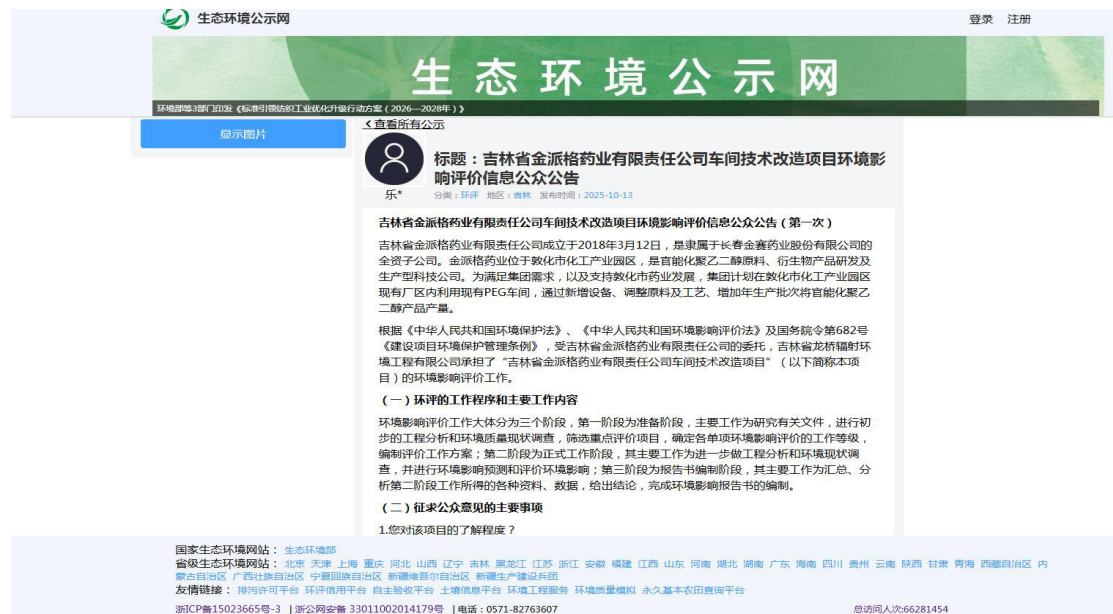 生态环境公示网
登录 注册
生态环境公示网
环境部等3部门印发《标准引领纺织工业优化升级行动方案（2026—2028年）》
显示图片
查看所有公示
标题：吉林省金派格药业有限责任公司车间技术改造项目环境影
响评价信息公众公告
乐*
分类：环评 地区：吉林 发布时间：2025-10-13
吉林省金派格药业有限责任公司车间技术改造项目环境影响评价信息公众公告（第一次）
吉林省金派格药业有限责任公司成立于2018年3月12日，是隶属于长春金赛药业股份有限公司的
全资子公司。金派格药业位于敦化市化工产业园区，是官能化聚乙二醇原料、衍生物产品研发及
生产型科技公司。为满足集团需求，以及支持敦化市药业发展，集团计划在敦化市化工产业园区
现有厂区内利用现有PEG车间，通过新增设备、调整原料及工艺、增加年生产批次将官能化聚乙
二醇产品产量。
根据《中华人民共和国环境保护法》、《中华人民共和国环境影响评价法》及国务院令第682号
《建设项目环境保护管理条例》，受吉林省金派格药业有限责任公司的委托，吉林省龙桥辐射环
境工程有限公司承担了“吉林省金派格药业有限责任公司车间技术改造项目”（以下简称本项
目）的环境影响评价工作。
（一）环评的工作程序和主要工作内容
环境影响评价工作大体分为三个阶段，第一阶段为准备阶段，主要工作为研究有关文件，进行初
步的工程分析和环境质量现状调查，筛选重点评价项目，确定各单项环境影响评价的工作等级，
编制评价工作方案；第二阶段为正式工作阶段，其主要工作为进一步做工程分析和环境现状调
查，并进行环境影响预测和评价环境影响；第三阶段为报告书编制阶段，其主要工作为汇总、分
析第二阶段工作所得的各种资料、数据，给出结论，完成环境影响报告书的编制。
（二）征求公众意见的主要事项
1.您对该项目的了解程度？
国家生态环境网站：生态环境部
省级生态环境网站：北京 天津 上海 重庆 河北 山西 辽宁 吉林 黑龙江 江苏 浙江 安徽 福建 江西 山东 河南 湖北 湖南 广东 海南 四川 贵州 云南 陕西 甘肃 青海 西藏自治区 内
蒙古自治区 广西壮族自治区 宁夏回族自治区 新疆维吾尔自治区 新疆生产建设兵团
友情链接：排污许可平台 环评信用平台 自主验收平台 土壤信息平台 环境工程服务 环境质量模拟 永久基本农田查询平台
浙ICP备15023665号-3 |浙公网安备 33011002014179号 |电话：0571-82763607 总访问人次:66281454